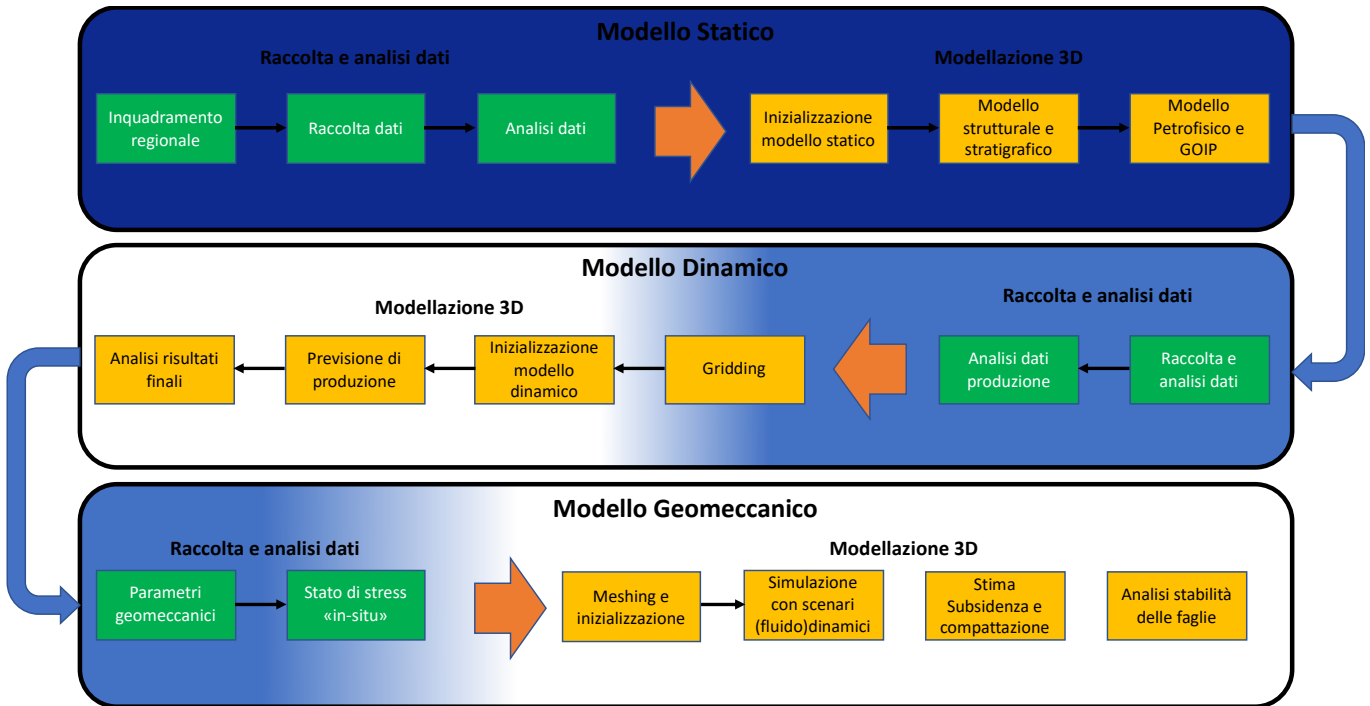 Modello Statico
Raccolta e analisi dati
Modellazione 3D
Inquadramento
regionale
Raccolta dati
Analisi dati
Inizializzazione
modello statico
Modello
strutturale e
stratigrafico
Modello
Petrofisico e
GOIP
Modello Dinamico
Modellazione 3D
Raccolta e analisi dati
Analisi risultati
finali
Previsione di
produzione
Inizializzazione
modello
dinamico
Gridding
Analisi dati
produzione
Raccolta e
analisi dati
Modello Geomeccanico
Raccolta e analisi dati
Modellazione 3D
Parametri
geomeccanici
Stato di stress
«in-situ»
Meshing e
inizializzazione
Simulazione
con scenari
(fluido)dinamici
Stima
Subsidenza e
compattazione
Analisi stabilità
delle faglie